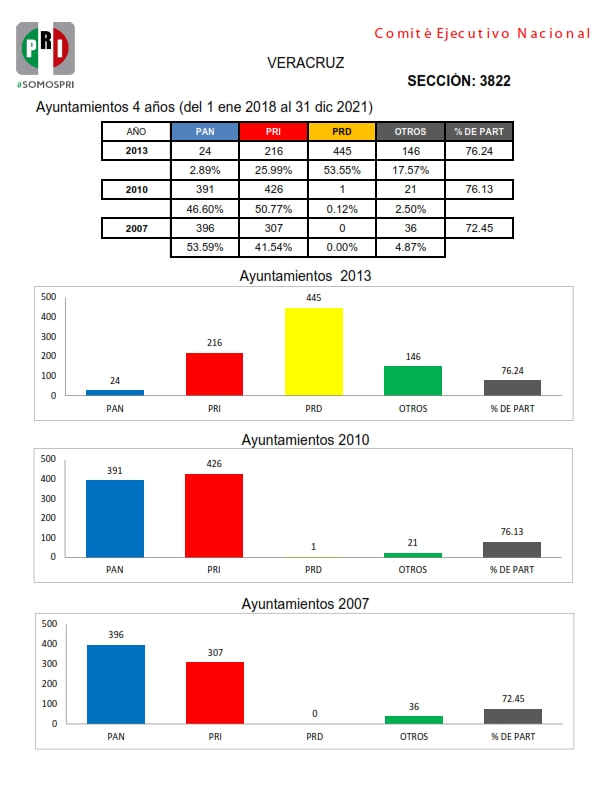 Comité Ejecutivo Nacional
PRI
#SOMOSPRI
VERACRUZ
SECCIÓN: 3822
Ayuntamientos 4 años (del 1 ene 2018 al 31 dic 2021)
AÑO PAN PRI PRD OTROS % DE PART
2013 24 216 445 146 76.24
2.89% 25.99% 53.55% 17.57%
2010 391 426 1 21 76.13
46.60% 50.77% 0.12% 2.50%
2007 396 307 0 36 72.45
53.59% 41.54% 0.00% 4.87%
Ayuntamientos 2013
500
400
300
200
100
0
24
216
445
146
76.24
PAN PRI PRD OTROS % DE PART
Ayuntamientos 2010
500
400
300
200
100
0
391
426
1
21
76.13
PAN PRI PRD OTROS % DE PART
Ayuntamientos 2007
500
400
300
200
100
0
396
307
0
36
72.45
PAN PRI PRD OTROS % DE PART